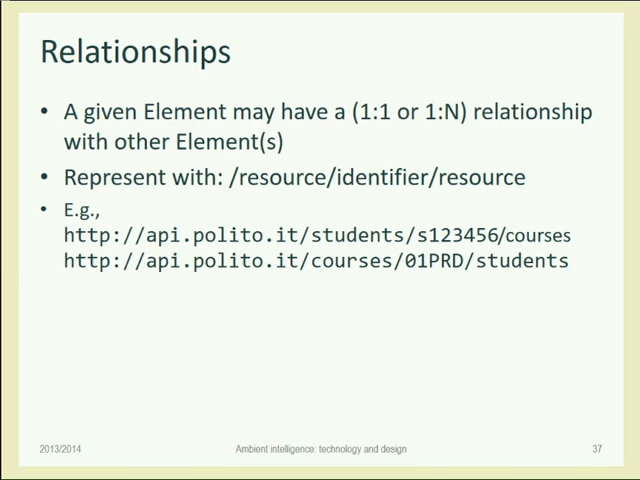 Relationships
• A given Element may have a (1:1 or 1:N) relationship
with other Element(s)
• Represent with: /resource/identifier/resource
• E.g.,
http://api.polito.it/students/s123456/courses
http://api.polito.it/courses/01PRD/students
2013/2014 Ambient intelligence: technology and design 37